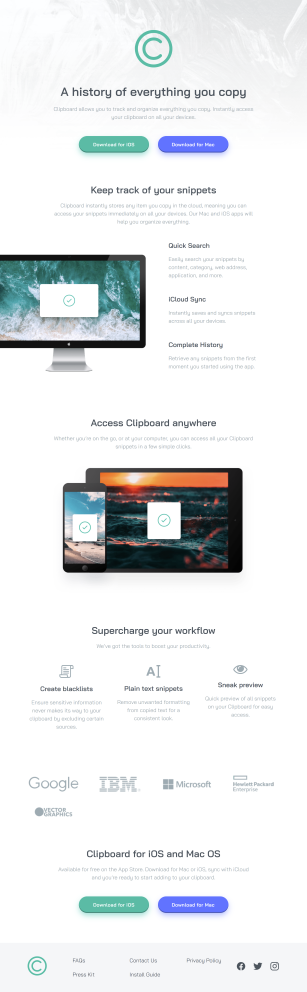 C
A history of everything you copy
Clipboard allows you to track and organize everything you copy. Instantly access
your clipboard on all your devices.
Download for iOS
Download for Mac
Keep track of your snippets
Clipboard instantly stores any item you copy in the cloud, meaning you can
access your snippets immediately on all your devices. Our Mac and iOS apps will
help you organize everything.
Quick Search
Easily search your snippets by
content, category, web address,
application, and more.
iCloud Sync
Instantly saves and syncs snippets
across all your devices.
Complete History
Retrieve any snippets from the first
moment you started using the app.
Access Clipboard anywhere
Whether you're on the go, or at your computer, you can access all your Clipboard
snippets in a few simple clicks.
Supercharge your workflow
We've got the tools to boost your productivity.
A
Create blacklists
Ensure sensitive information
never makes its way to your
clipboard by excluding certain
sources.
Plain text snippets
Remove unwanted formatting
from copied text for a
consistent look.
Sneak preview
Quick preview of all snippets
on your Clipboard for easy
access.
Google
IBM
Microsoft
Hewlett Packard
Enterprise
VECTOR
GRAPHICS
Clipboard for iOS and Mac OS
Available for free on the App Store. Download for Mac or iOS, sync with iCloud
and you're ready to start adding to your clipboard.
Download for iOS
Download for Mac
C
FAQs
Contact Us
Privacy Policy
Press Kit
Install Guide